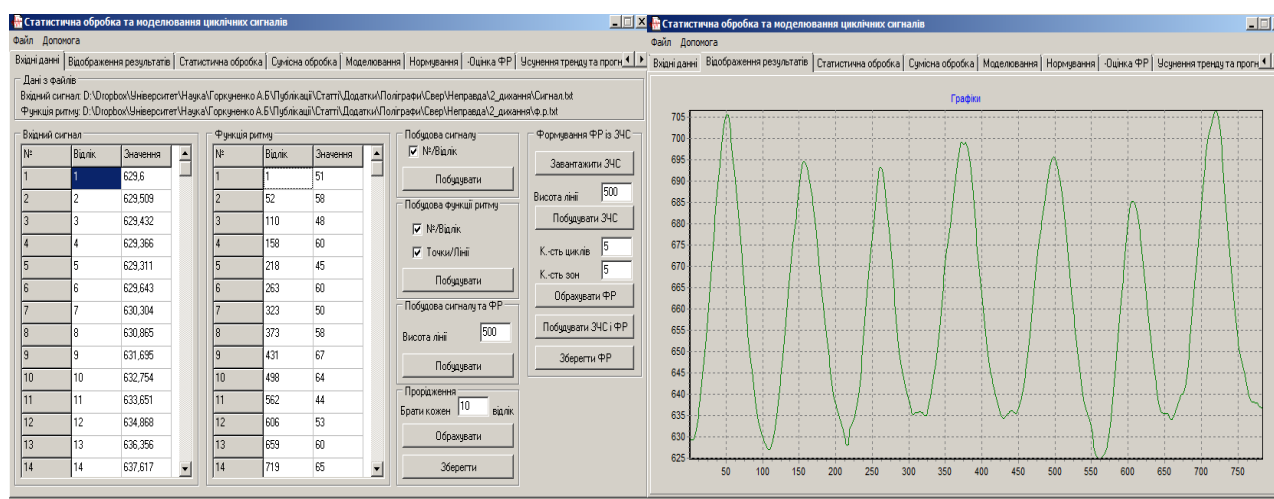 Статистична обробка та моделювання циклічних сигналів
Файл Допомога
Вхідні данні Відображення результатів Статистична обробка Сумісна обробка Моделювання Нормування -Оцінка ФР Усунення тренду та прогн
Дані з файлів
Вхідний сигнал: D:\Dropbox\Університет\Наука\Горкуненко А.Б\Публікації\Статті\Додатки\Поліграфи\Свер\Неправда\2_дихання\Сигнал.txt
Функція ритму: D:\Dropbox\Університет\Наука\Горкуненко А.Б\Публікації\Статті\Додатки\Поліграфи\Свер\Неправда\2_дихання\ф.р.txt
Вхідний сигнал
№ Відлік Значення
1 1 629,6
2 2 629,509
3 3 629,432
4 4 629,366
5 5 629,311
6 6 629,643
7 7 630,304
8 8 630,865
9 9 631,695
10 10 632,754
11 11 633,651
12 12 634,868
13 13 636,356
14 14 637,617
Функція ритму
№ Відлік Значення
1 1 51
2 52 58
3 110 48
4 158 60
5 218 45
6 263 60
7 323 50
8 373 58
9 431 67
10 498 64
11 562 44
12 606 53
13 659 60
14 719 65
Побудова сигналу
№/Відлік
Побудувати
Побудова функції ритму
№/Відлік
Точки/Лінії
Побудувати
Побудова сигналу та ФР
Висота лінії 500
Побудувати
Прорідження
Брати кожен 10 відлік
Обрахувати
Зберегти
Формування ФР із ЗЧС
Завантажити ЗЧС
Висота лінії 500
Побудувати ЗЧС
К.-сть циклів 5
К.-сть зон 5
Обрахувати ФР
Побудувати ЗЧС і ФР
Зберегти ФР
Статистична обробка та моделювання циклічних сигналів
Файл Допомога
Вхідні данні Відображення результатів Статистична обробка Сумісна обробка Моделювання Нормування -Оцінка ФР Усунення тренду та прогн
Графіки
705
700
695
690
685
680
675
670
665
660
655
650
645
640
635
630
625
50 100 150 200 250 300 350 400 450 500 550 600 650 700 750